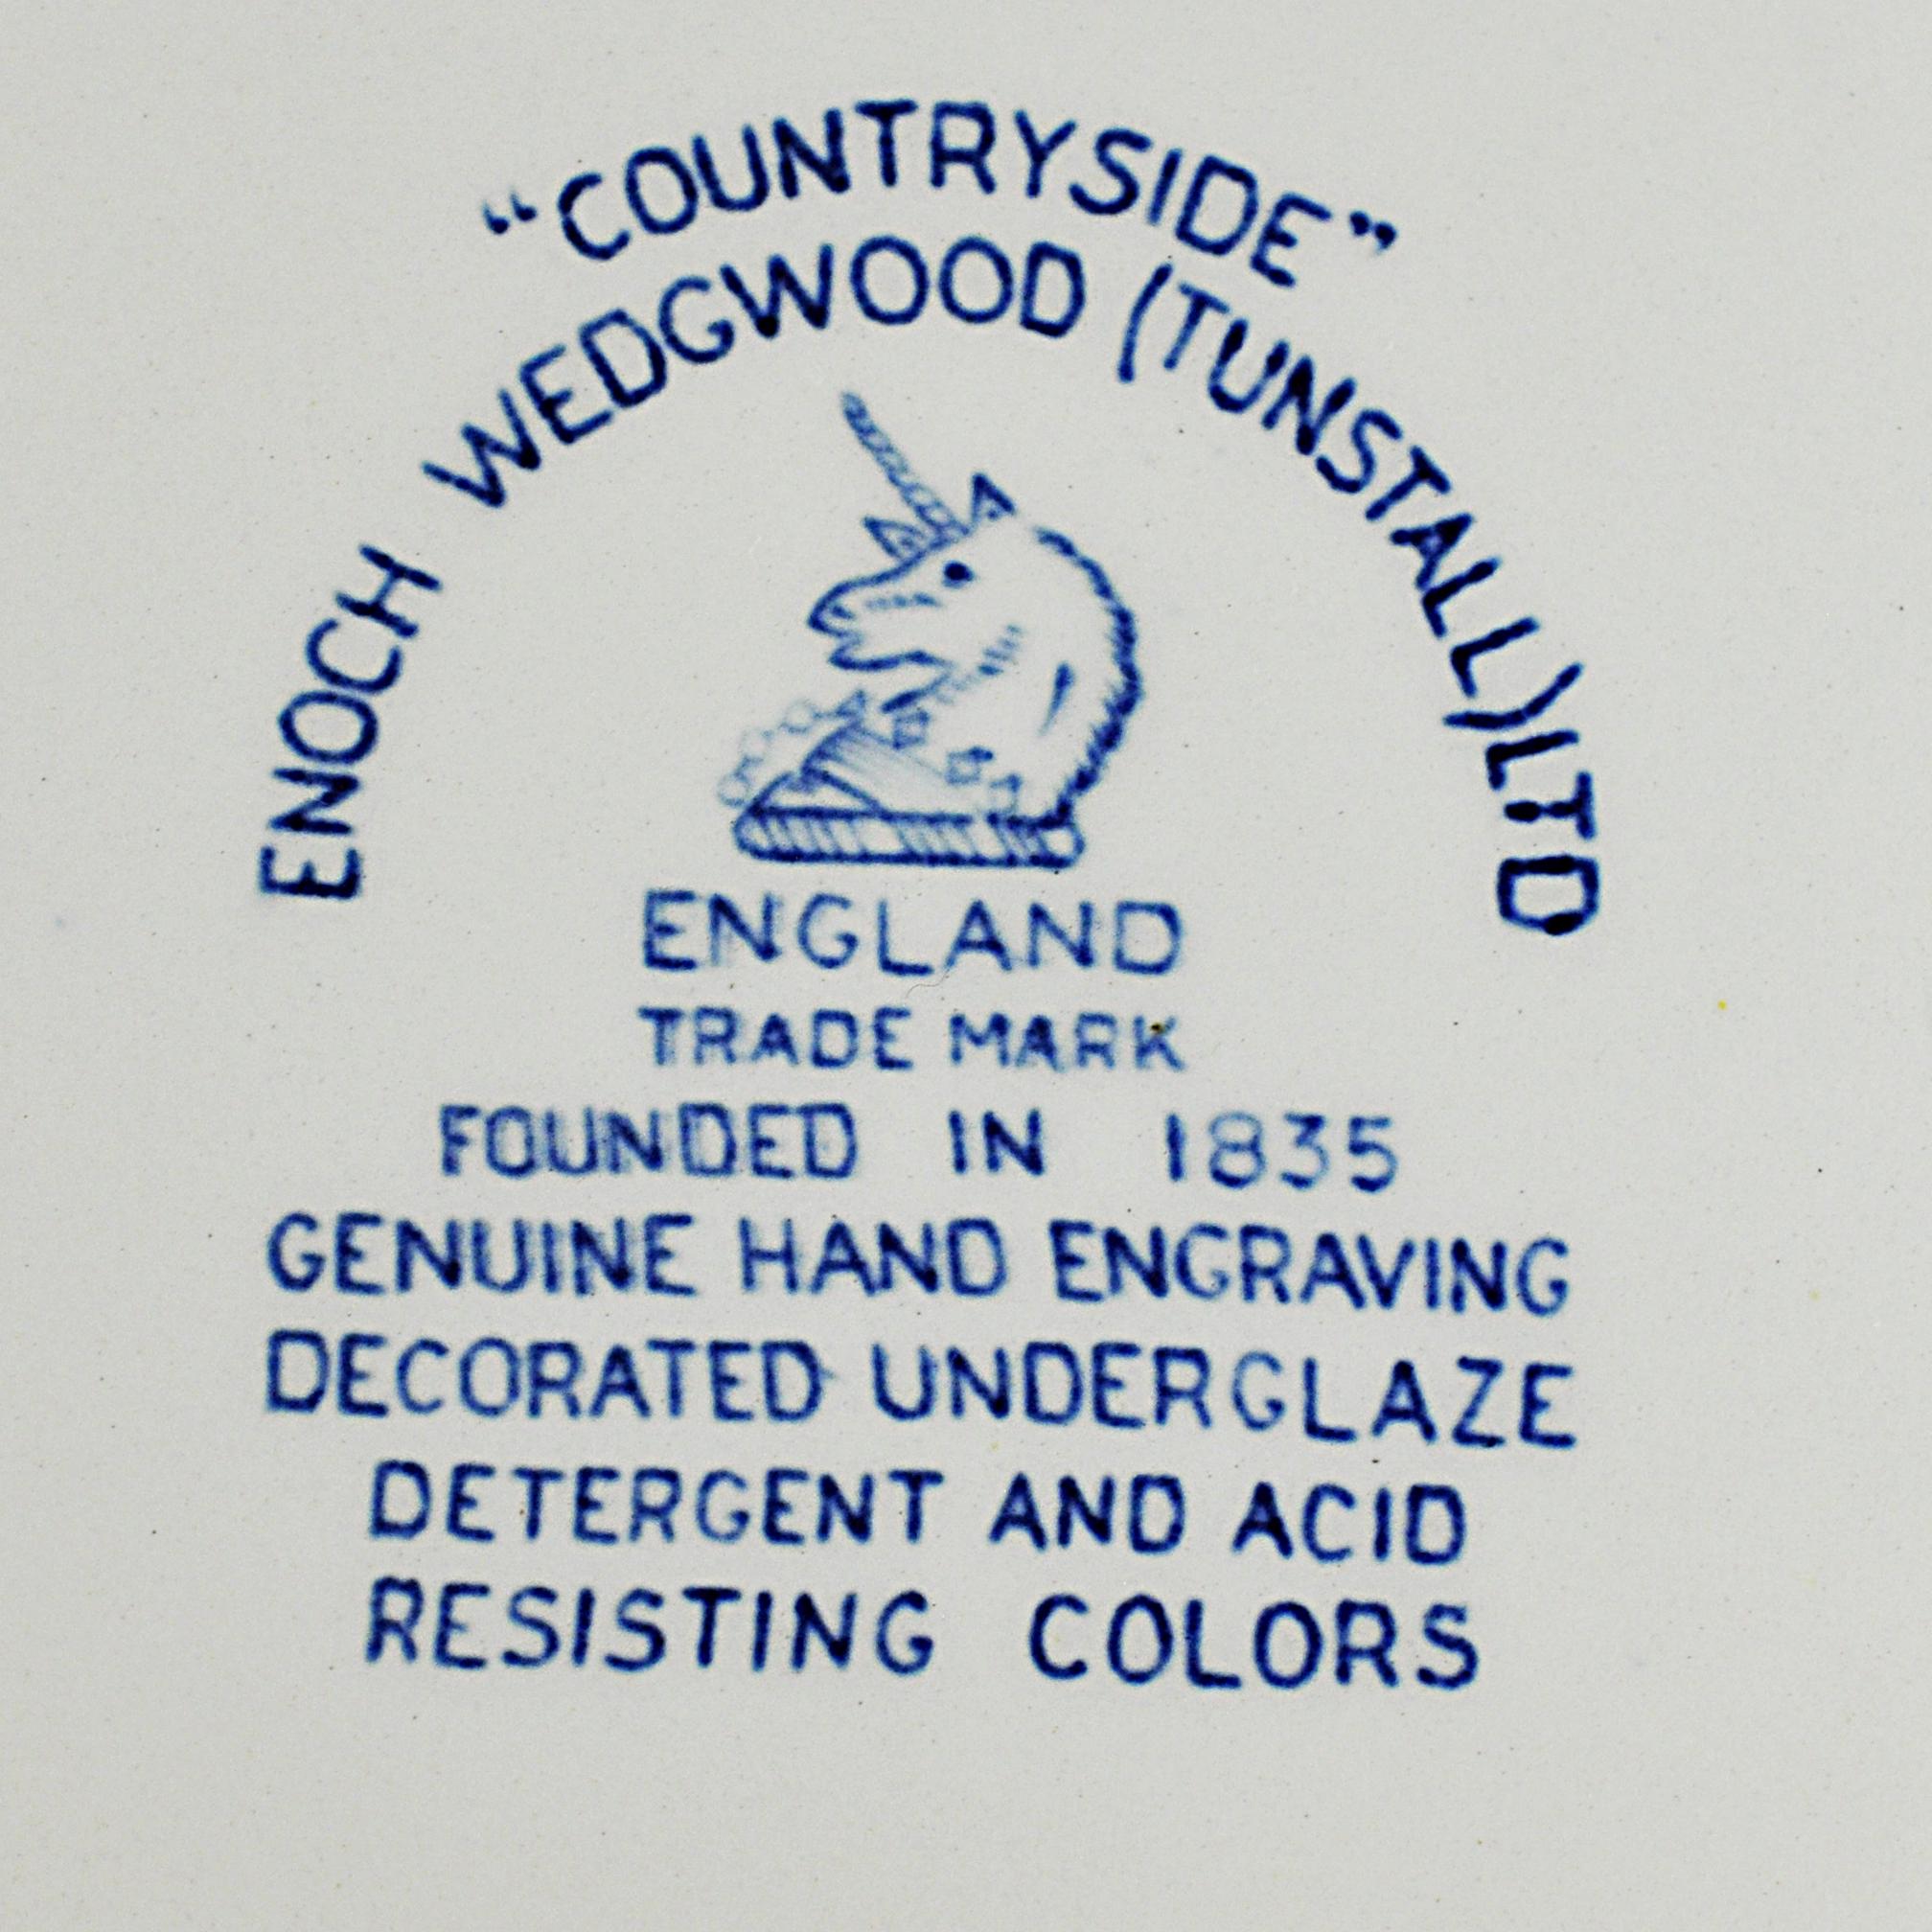 “COUNTRYSIDE”
ENOCH WEDGWOOD (TUNSTALL) LTD
ENGLAND
TRADE MARK
FOUNDED IN 1835
GENUINE HAND ENGRAVING
DECORATED UNDERGLAZE
DETERGENT AND ACID
RESISTING COLORS